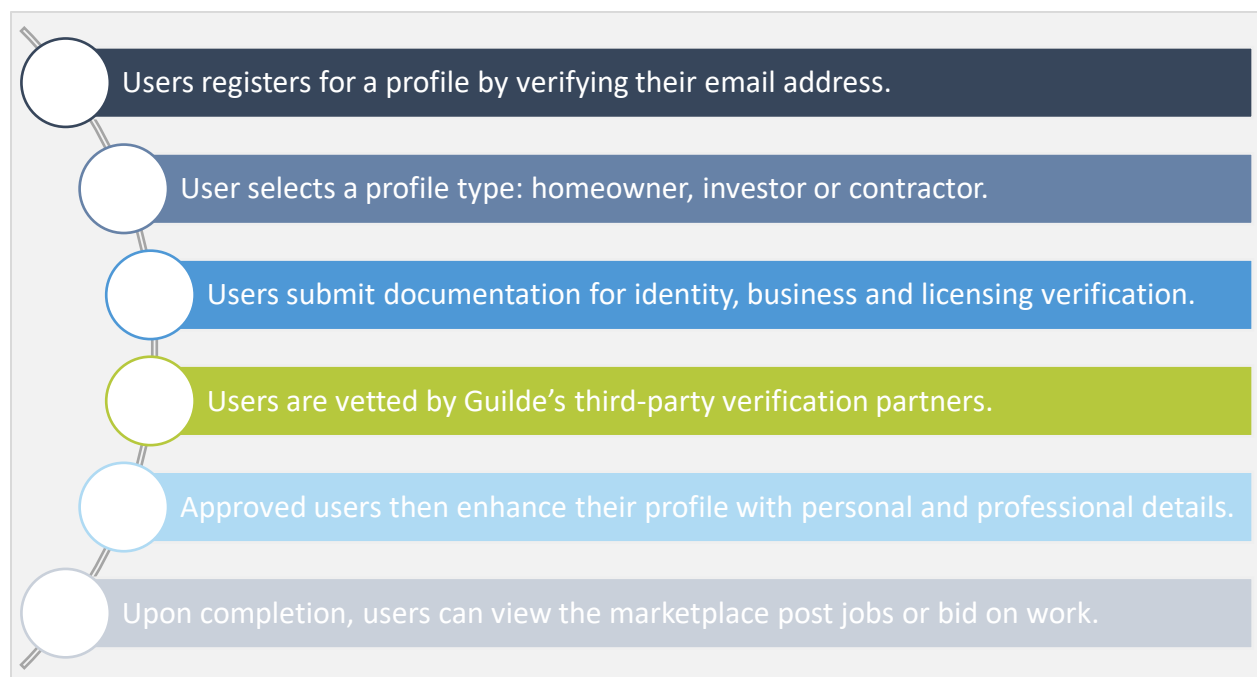 Users registers for a profile by verifying their email address.
User selects a profile type: homeowner, investor or contractor.
Users submit documentation for identity, business and licensing verification.
Users are vetted by Guilde’s third-party verification partners.
Approved users then enhance their profile with personal and professional details.
Upon completion, users can view the marketplace post jobs or bid on work.